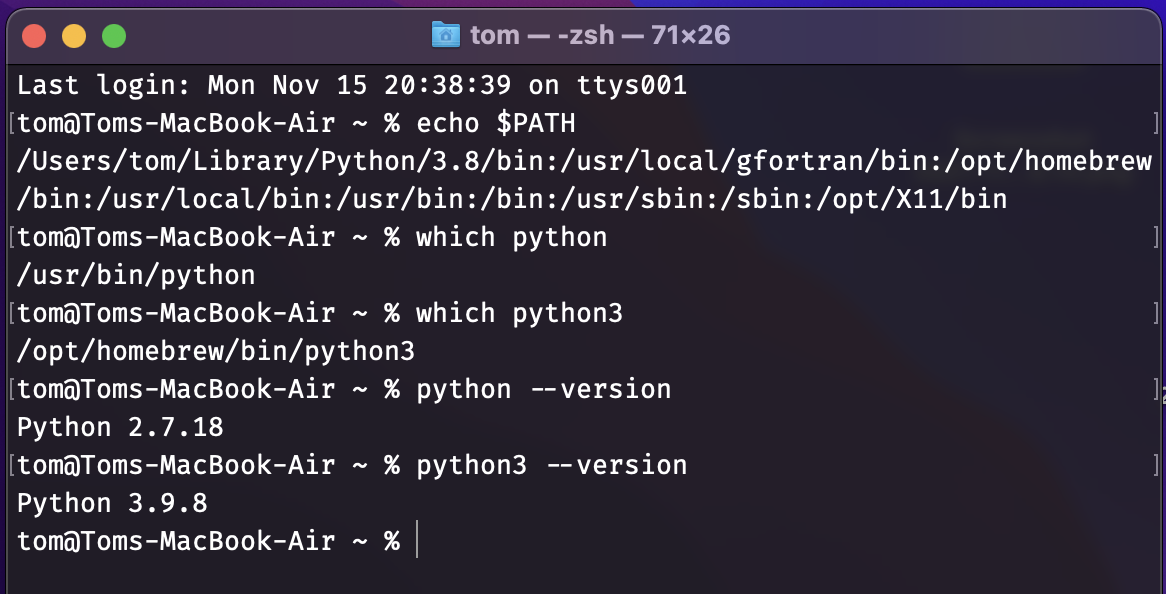 tom — -zsh — 71×26
Last login: Mon Nov 15 20:38:39 on ttys001
[tom@Toms-MacBook-Air ~ % echo $PATH ]
/Users/tom/Library/Python/3.8/bin:/usr/local/gfortran/bin:/opt/homebrew
/bin:/usr/local/bin:/usr/bin:/bin:/usr/sbin:/sbin:/opt/X11/bin
[tom@Toms-MacBook-Air ~ % which python ]
/usr/bin/python
[tom@Toms-MacBook-Air ~ % which python3 ]
/opt/homebrew/bin/python3
[tom@Toms-MacBook-Air ~ % python --version ]
Python 2.7.18
[tom@Toms-MacBook-Air ~ % python3 --version ]
Python 3.9.8
tom@Toms-MacBook-Air ~ %